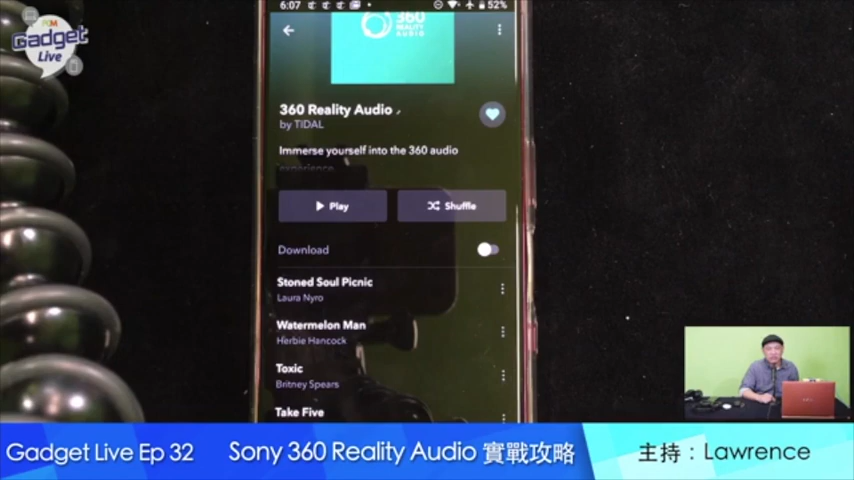 6:07
52%
PCM
Gadget
Live
360
REALITY
audio
360 Reality Audio
by TIDAL
Immerse yourself into the 360 audio
experience
Play
Shuffle
Download
Stoned Soul Picnic
Laura Nyro
Watermelon Man
Herbie Hancock
Toxic
Britney Spears
Take Five
Gadget Live Ep 32
Sony 360 Reality Audio 實戰攻略
主持：Lawrence